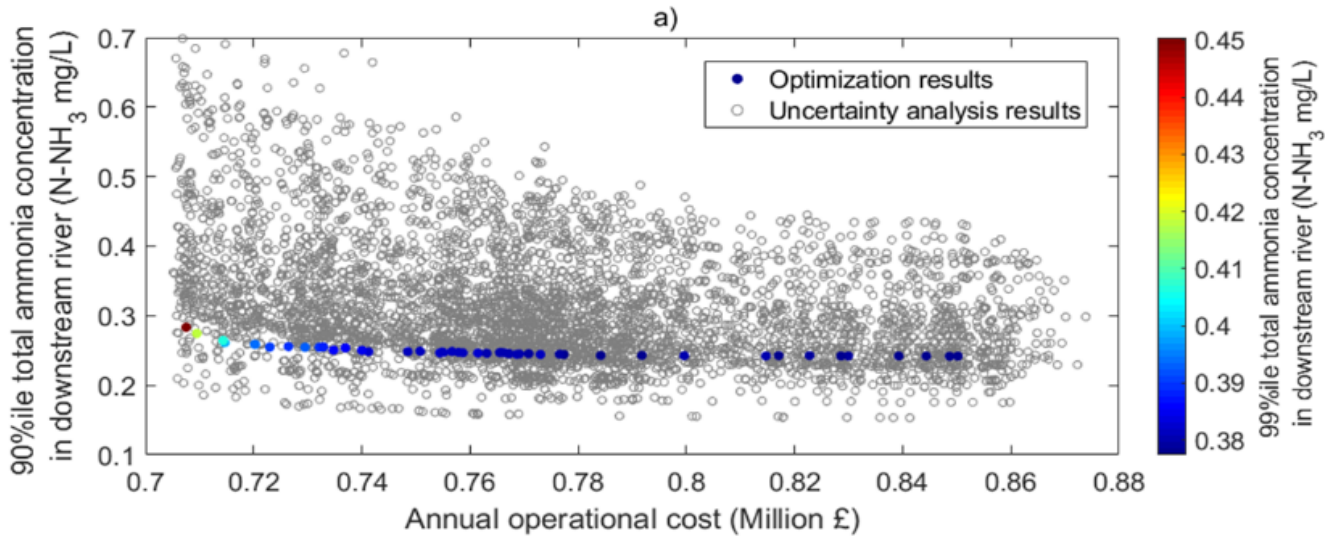 a)
90%ile total ammonia concentration
in downstream river (N-NH3 mg/L)
0.7
0.6
0.5
0.4
0.3
0.2
0.1
Optimization results
Uncertainty analysis results
0.7 0.72 0.74 0.76 0.78 0.8 0.82 0.84 0.86 0.88
Annual operational cost (Million £)
0.45
0.44
0.43
0.42
0.41
0.4
0.39
0.38
99%ile total ammonia concentration
in downstream river (N-NH3 mg/L)